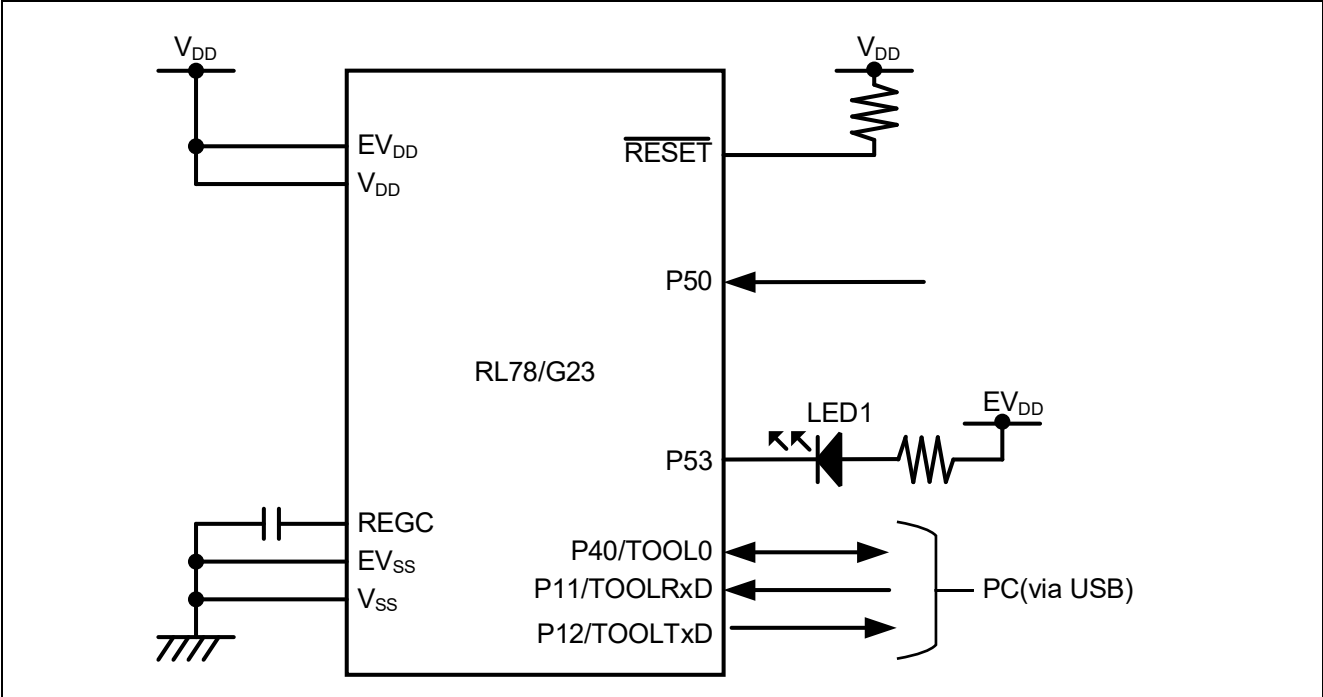 VDD
VDD
EVDD
RESET
VDD
P50
RL78/G23
LED1
EVDD
P53
REGC
P40/TOOL0
EVSS
P11/TOOLRxD
PC(via USB)
VSS
P12/TOOLTxD